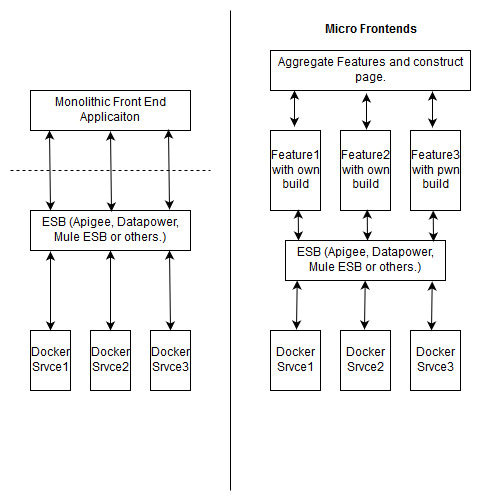 Monolithic Front End
Applicaiton
ESB (Apigee, Datapower,
Mule ESB or others.)
Docker
Srvce1
Docker
Srvce2
Docker
Srvce3
Micro Frontends
Aggregate Features and construct
page.
Feature1
with own
build
Feature2
with own
build
Feature3
with pwn
build
ESB (Apigee, Datapower,
Mule ESB or others.)
Docker
Srvce1
Docker
Srvce2
Docker
Srvce3